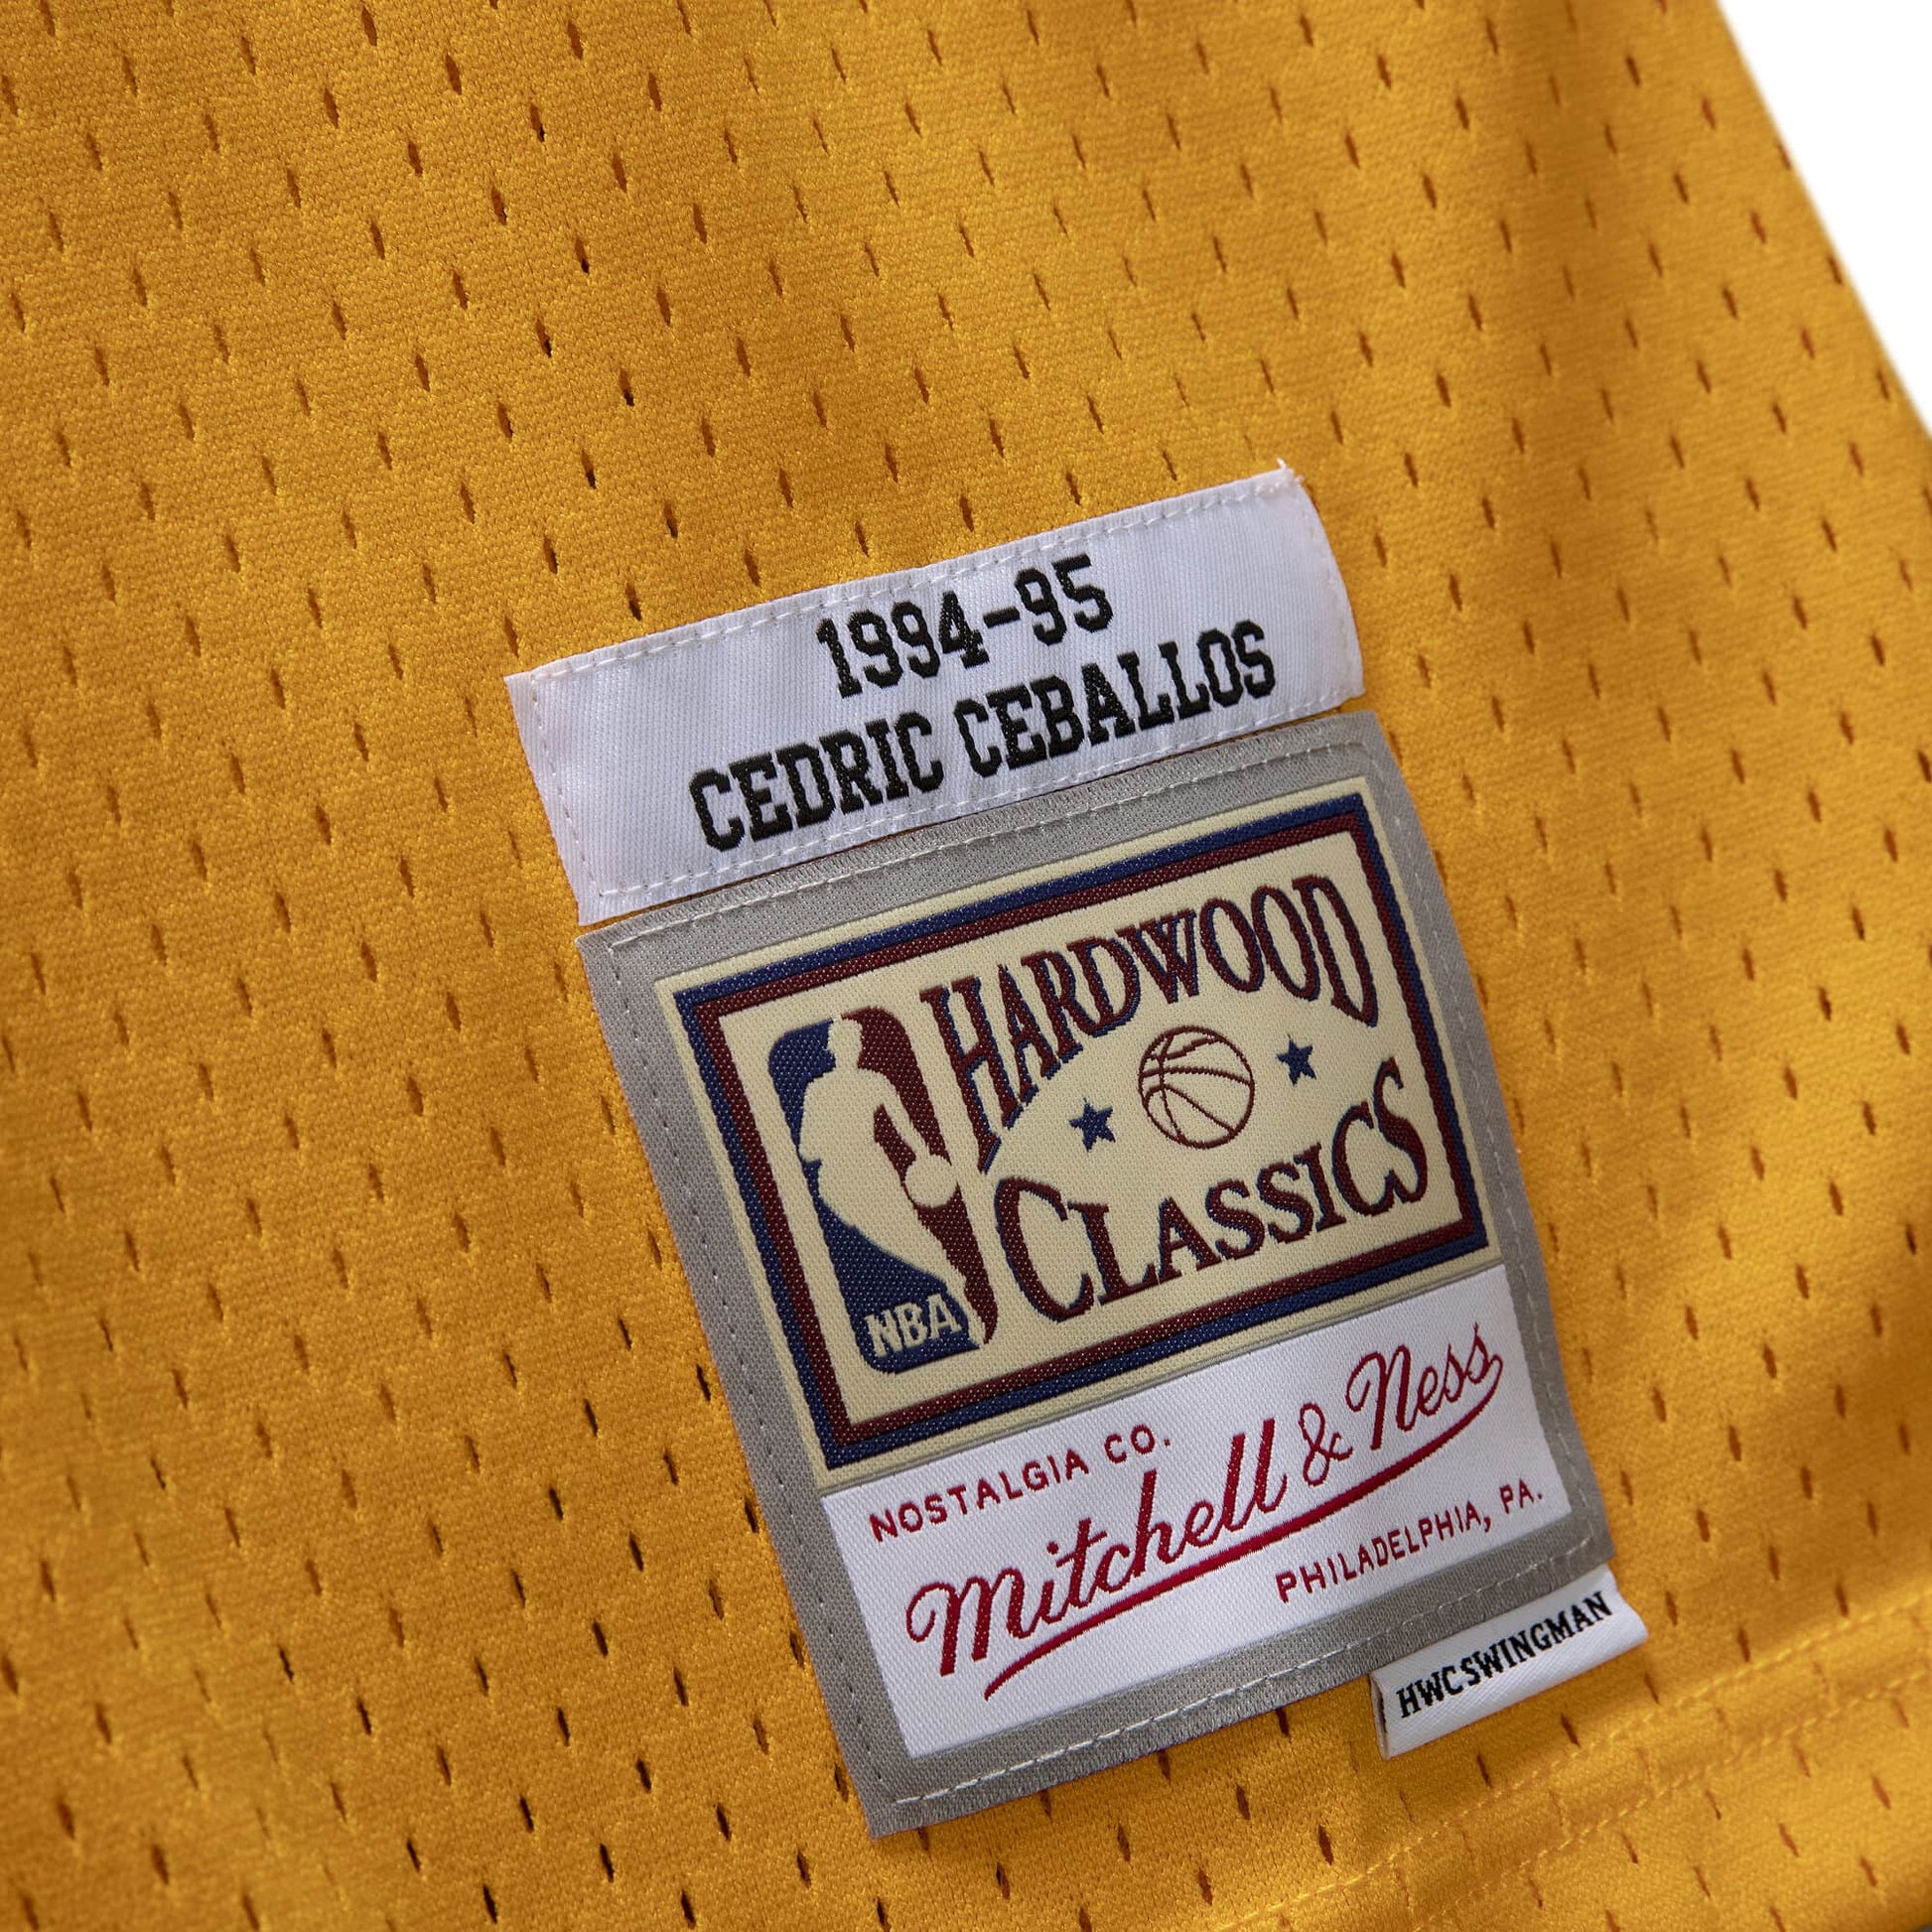 1994-95
CEDRIC CEBALLOS
HARDWOOD
CLASSICS
NBA
NOSTALGIA CO.
Mitchell & Ness
PHILADELPHIA, PA.
HWCSWINGMAN